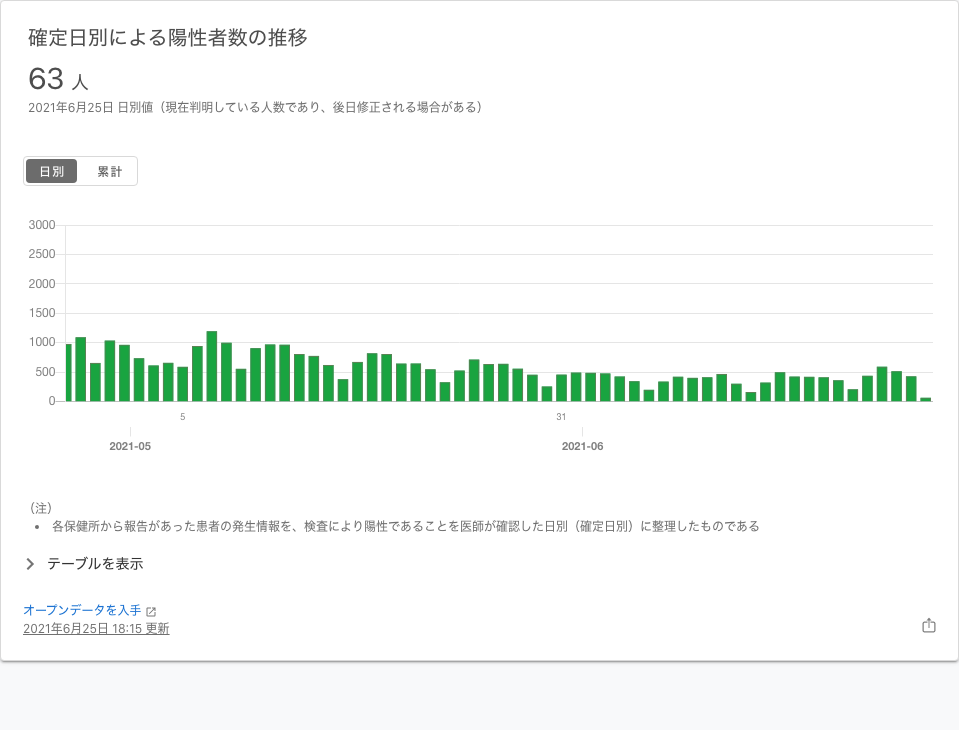 確定日別による陽性者数の推移
63 人
2021年6月25日 日別値（現在判明している人数であり、後日修正される場合がある）
日別 累計
3000
2500
2000
1500
1000
500
0
5 31
2021-05 2021-06
（注）
• 各保健所から報告があった患者の発生情報を、検査により陽性であることを医師が確認した日別（確定日別）に整理したものである
テーブルを表示
オープンデータを入手
2021年6月25日 18:15 更新